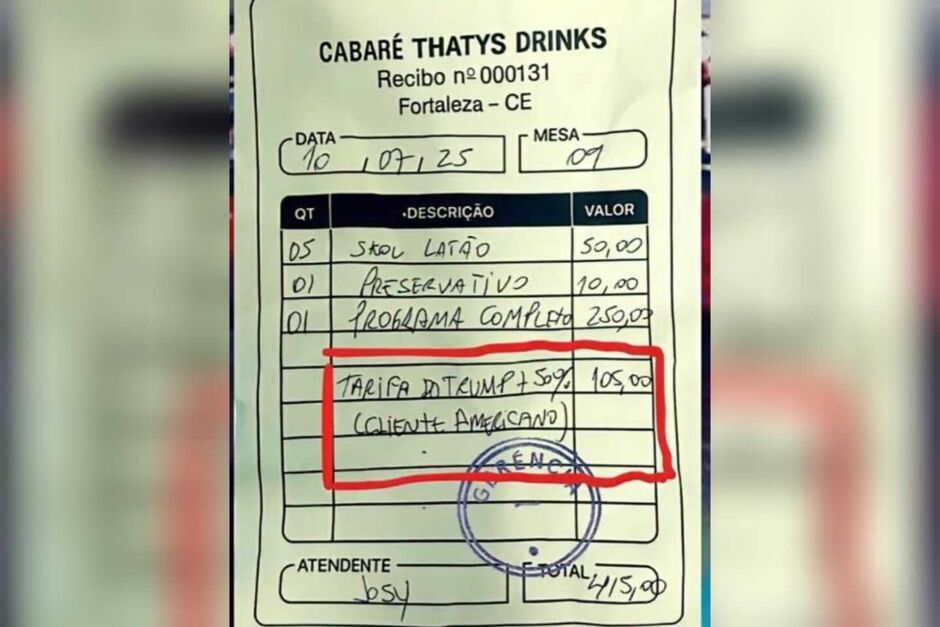 CABARÉ THATYS DRINKS
Recibo nº 000131
Fortaleza – CE
DATA MESA
10 , 07 , 25 09
QT DESCRIÇÃO VALOR
05 SKOL LATÃO 50,00
01 PRESERVATIVO 10,00
01 PROGRAMA COMPLETO 250,00
TARIFA DO TRUMP + 50% 105,00
(CLIENTE AMERICANO)
GERÊNCIA
ATENDENTE TOTAL
Josy 415,00